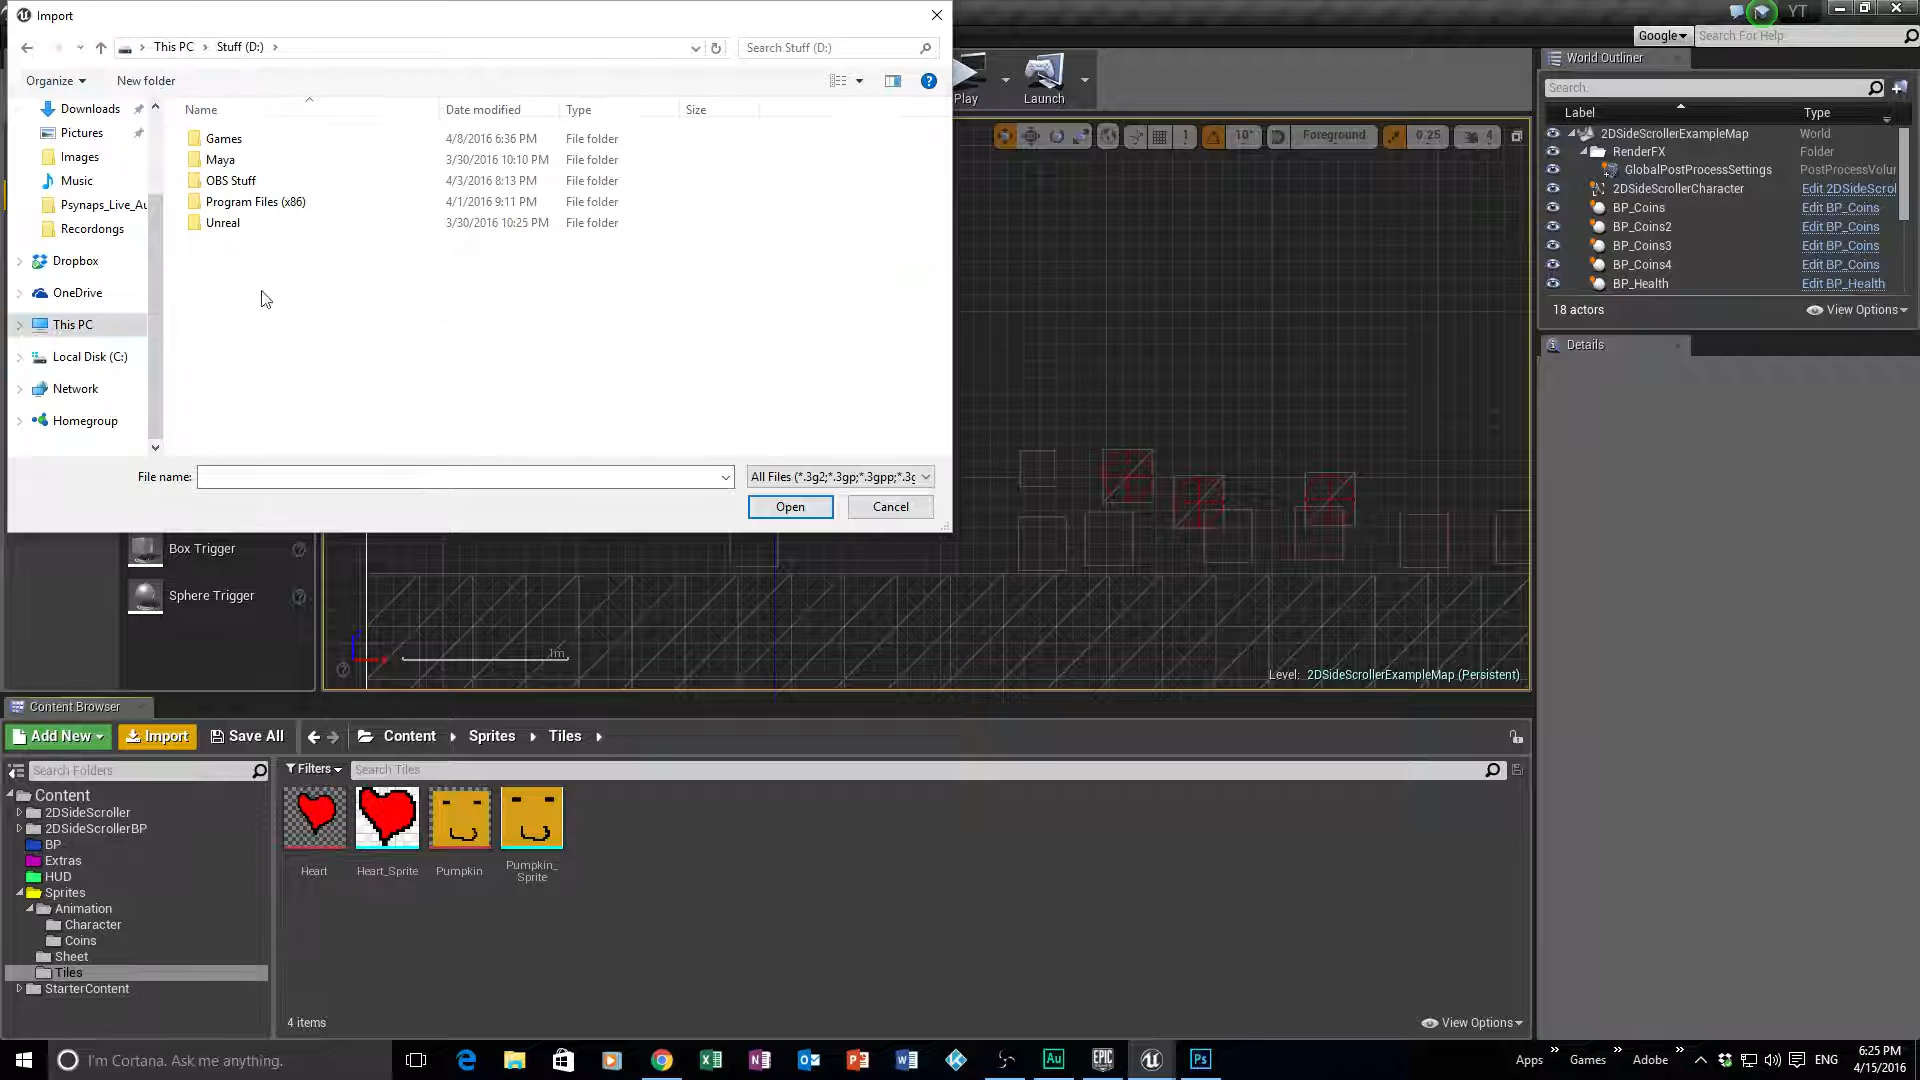 Import
YT
This PC > Stuff (D:) >
Search Stuff (D:)
Google
Search For Help
Organize
New folder
Play
Launch
World Outliner
Search.
Label
Type
Downloads
Pictures
Images
Music
Psynaps_Live_Au
Recordongs
Dropbox
OneDrive
This PC
Local Disk (C:)
Network
Homegroup
Name
Date modified
Type
Size
Games 4/8/2016 6:36 PM File folder
Maya 3/30/2016 10:10 PM File folder
OBS Stuff 4/3/2016 8:13 PM File folder
Program Files (x86) 4/1/2016 9:11 PM File folder
Unreal 3/30/2016 10:25 PM File folder
1
10°
Foreground
0.25
4
2DSideScrollerExampleMap World
RenderFX Folder
GlobalPostProcessSettings PostProcessVolur
2DSideScrollerCharacter Edit 2DSideScrol
BP_Coins Edit BP_Coins
BP_Coins2 Edit BP_Coins
BP_Coins3 Edit BP_Coins
BP_Coins4 Edit BP_Coins
BP_Health Edit BP_Health
18 actors
View Options
Details
File name:
All Files (*.3g2;*.3gp;*.3gpp;*.3g
Open
Cancel
Box Trigger
Sphere Trigger
1m
Level: 2DSideScrollerExampleMap (Persistent)
Content Browser
Add New
Import
Save All
Content
Sprites
Tiles
Search Folders
Filters
Search Tiles
Content
2DSideScroller
2DSideScrollerBP
BP
Extras
HUD
Sprites
Animation
Character
Coins
Sheet
Tiles
StarterContent
Heart
Heart_Sprite
Pumpkin
Pumpkin_
Sprite
4 items
View Options
I'm Cortana. Ask me anything.
Au
EPIC
GAMES
Ps
Apps
Games
Adobe
ENG
6:25 PM
4/15/2016